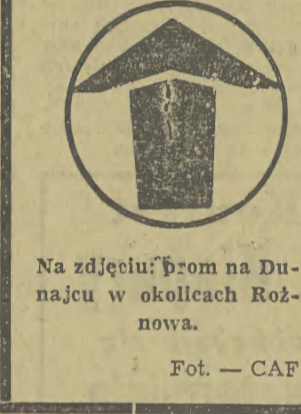 Na zdjęciu: prom na Du-
najcu w okolicach Roż-
nowa.
Fot. — CAF